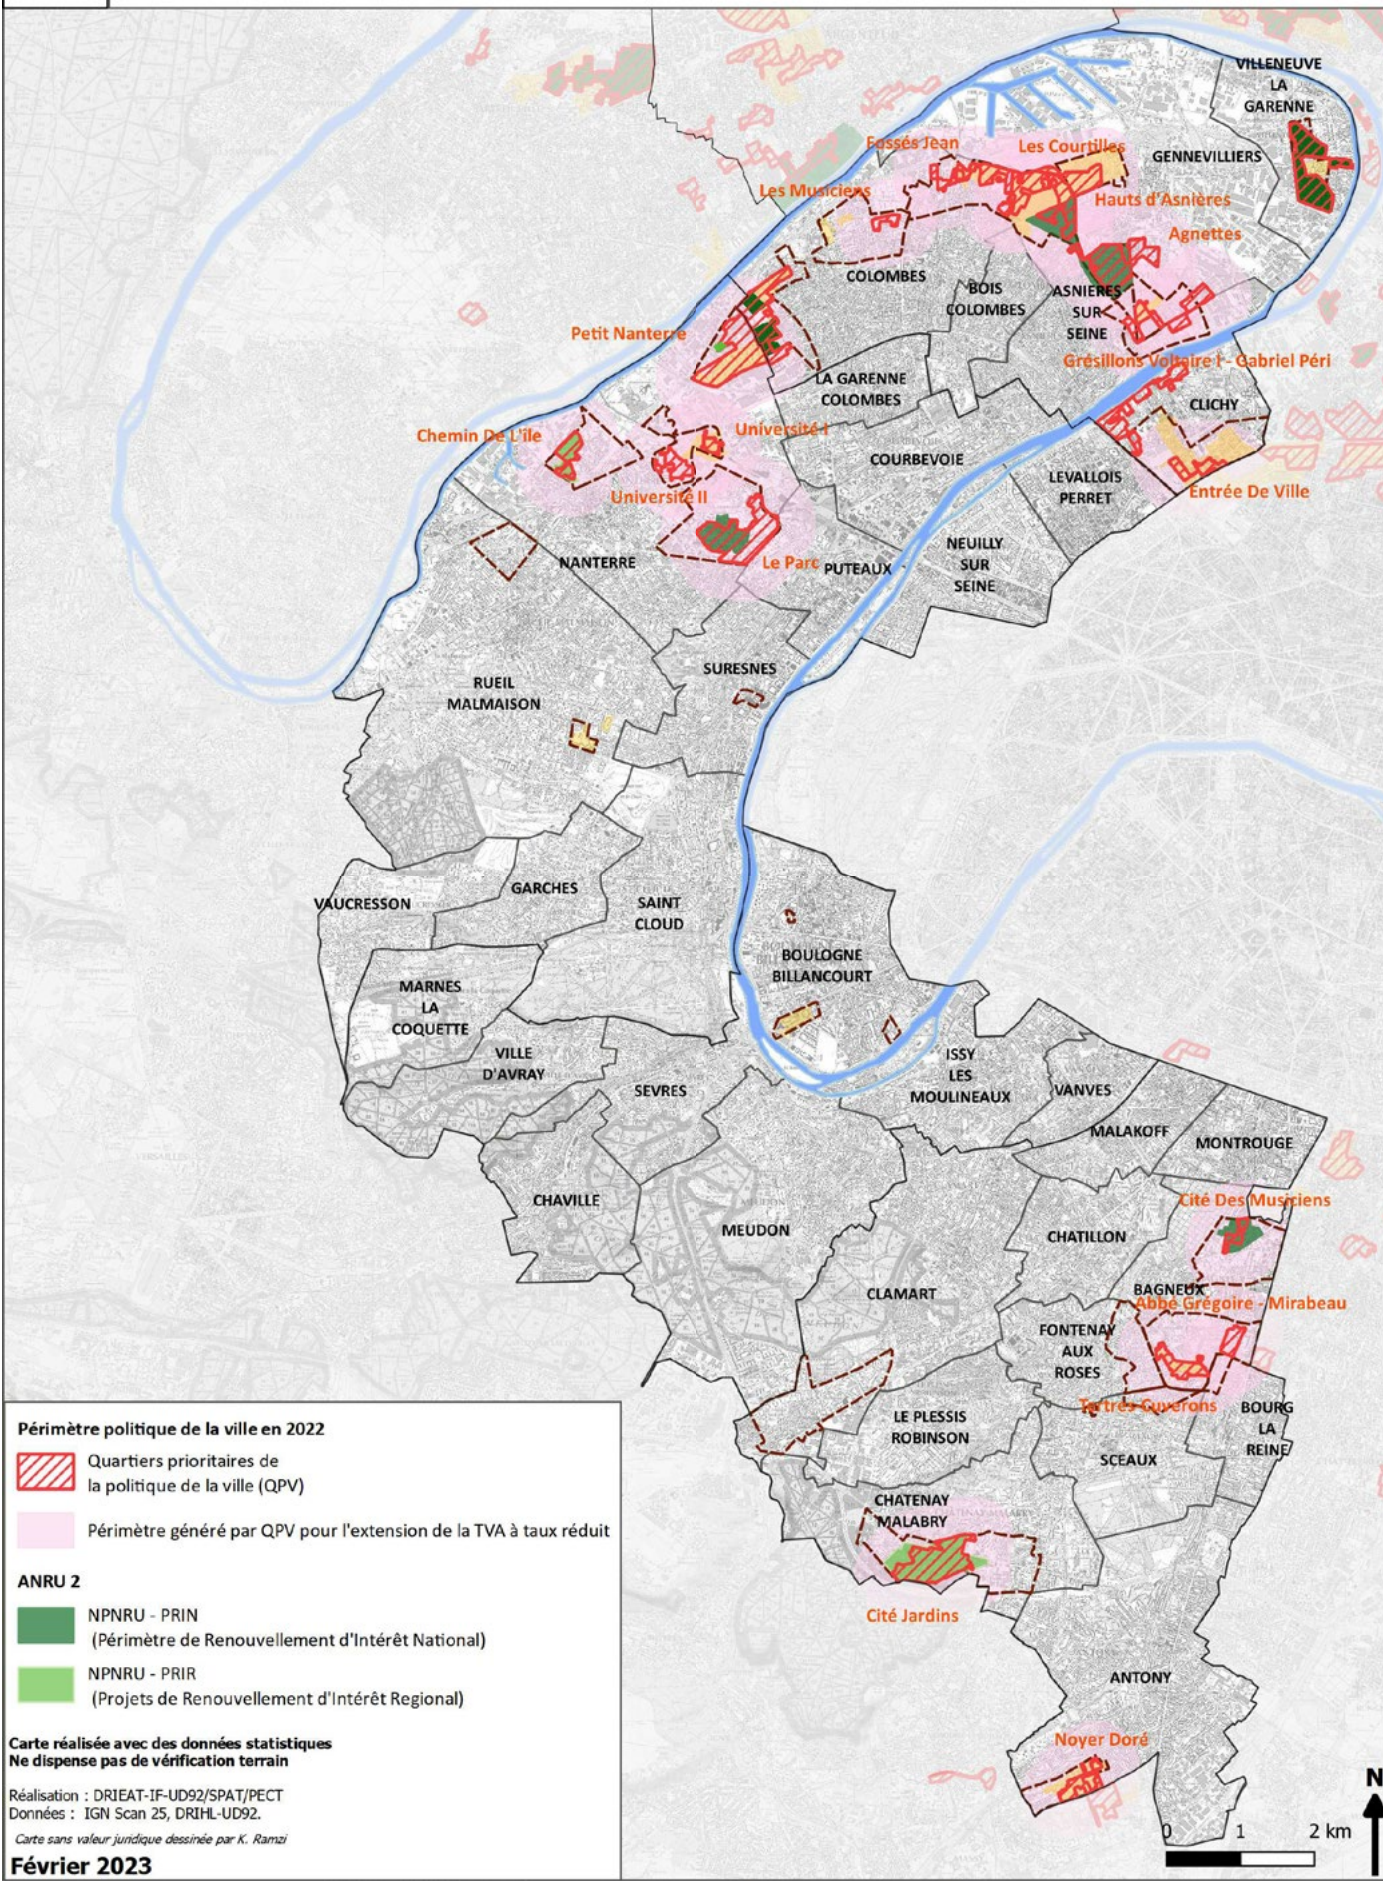 VILLENEUVE
LA
GARENNE
Fossés Jean
Les Courtilles
GENNEVILLIERS
Les Musiciens
Hauts d'Asnières
Agnettes
COLOMBES
BOIS
COLOMBES
ASNIERES
SUR
SEINE
Petit Nanterre
Grésillons Voltaire I - Gabriel Péri
LA GARENNE
COLOMBES
CLICHY
Chemin De L'île
Université I
COURBEVOIE
LEVALLOIS
PERRET
Entrée De Ville
Université II
NEUILLY
SUR
SEINE
NANTERRE
Le Parc
PUTEAUX
SURESNES
RUEIL
MALMAISON
GARCHES
VAUCRESSON
SAINT
CLOUD
BOULOGNE
BILLANCOURT
MARNES
LA
COQUETTE
VILLE
D'AVRAY
SEVRES
ISSY
LES
MOULINEAUX
VANVES
MALAKOFF
MONTROUGE
CHAVILLE
MEUDON
Cité Des Musiciens
CHATILLON
CLAMART
BAGNEUX
Abbé Grégoire - Mirabeau
FONTENAY
AUX
ROSES
Tertres Cuverons
BOURG
LA
REINE
LE PLESSIS
ROBINSON
SCEAUX
CHATENAY
MALABRY
Cité Jardins
ANTONY
Noyer Doré
N
0 1 2 km
Périmètre politique de la ville en 2022
Quartiers prioritaires de
la politique de la ville (QPV)
Périmètre généré par QPV pour l'extension de la TVA à taux réduit
ANRU 2
NPNRU - PRIN
(Périmètre de Renouvellement d'Intérêt National)
NPNRU - PRIR
(Projets de Renouvellement d'Intérêt Regional)
Carte réalisée avec des données statistiques
Ne dispense pas de vérification terrain
Réalisation : DRIEAT-IF-UD92/SPAT/PECT
Données : IGN Scan 25, DRIHL-UD92.
Carte sans valeur juridique dessinée par K. Ramzi
Février 2023